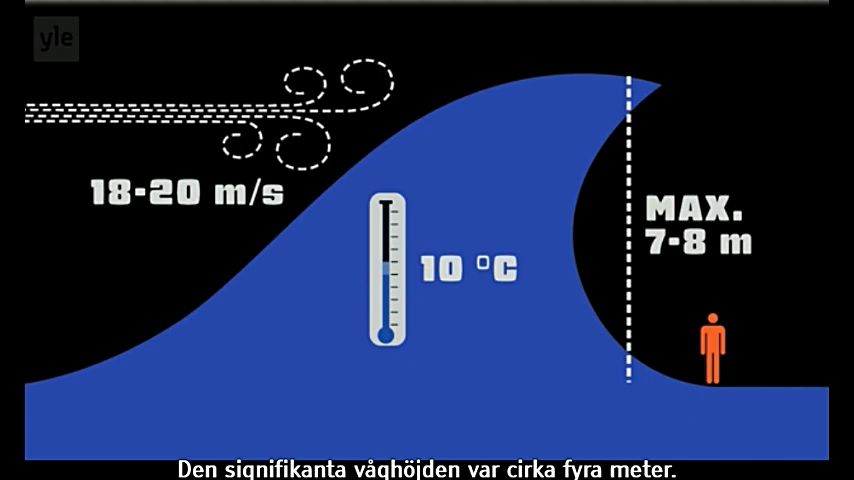 yle
18-20 m/s
MAX.
7-8 m
10 °C
Den signifikanta våghöjden var cirka fyra meter.